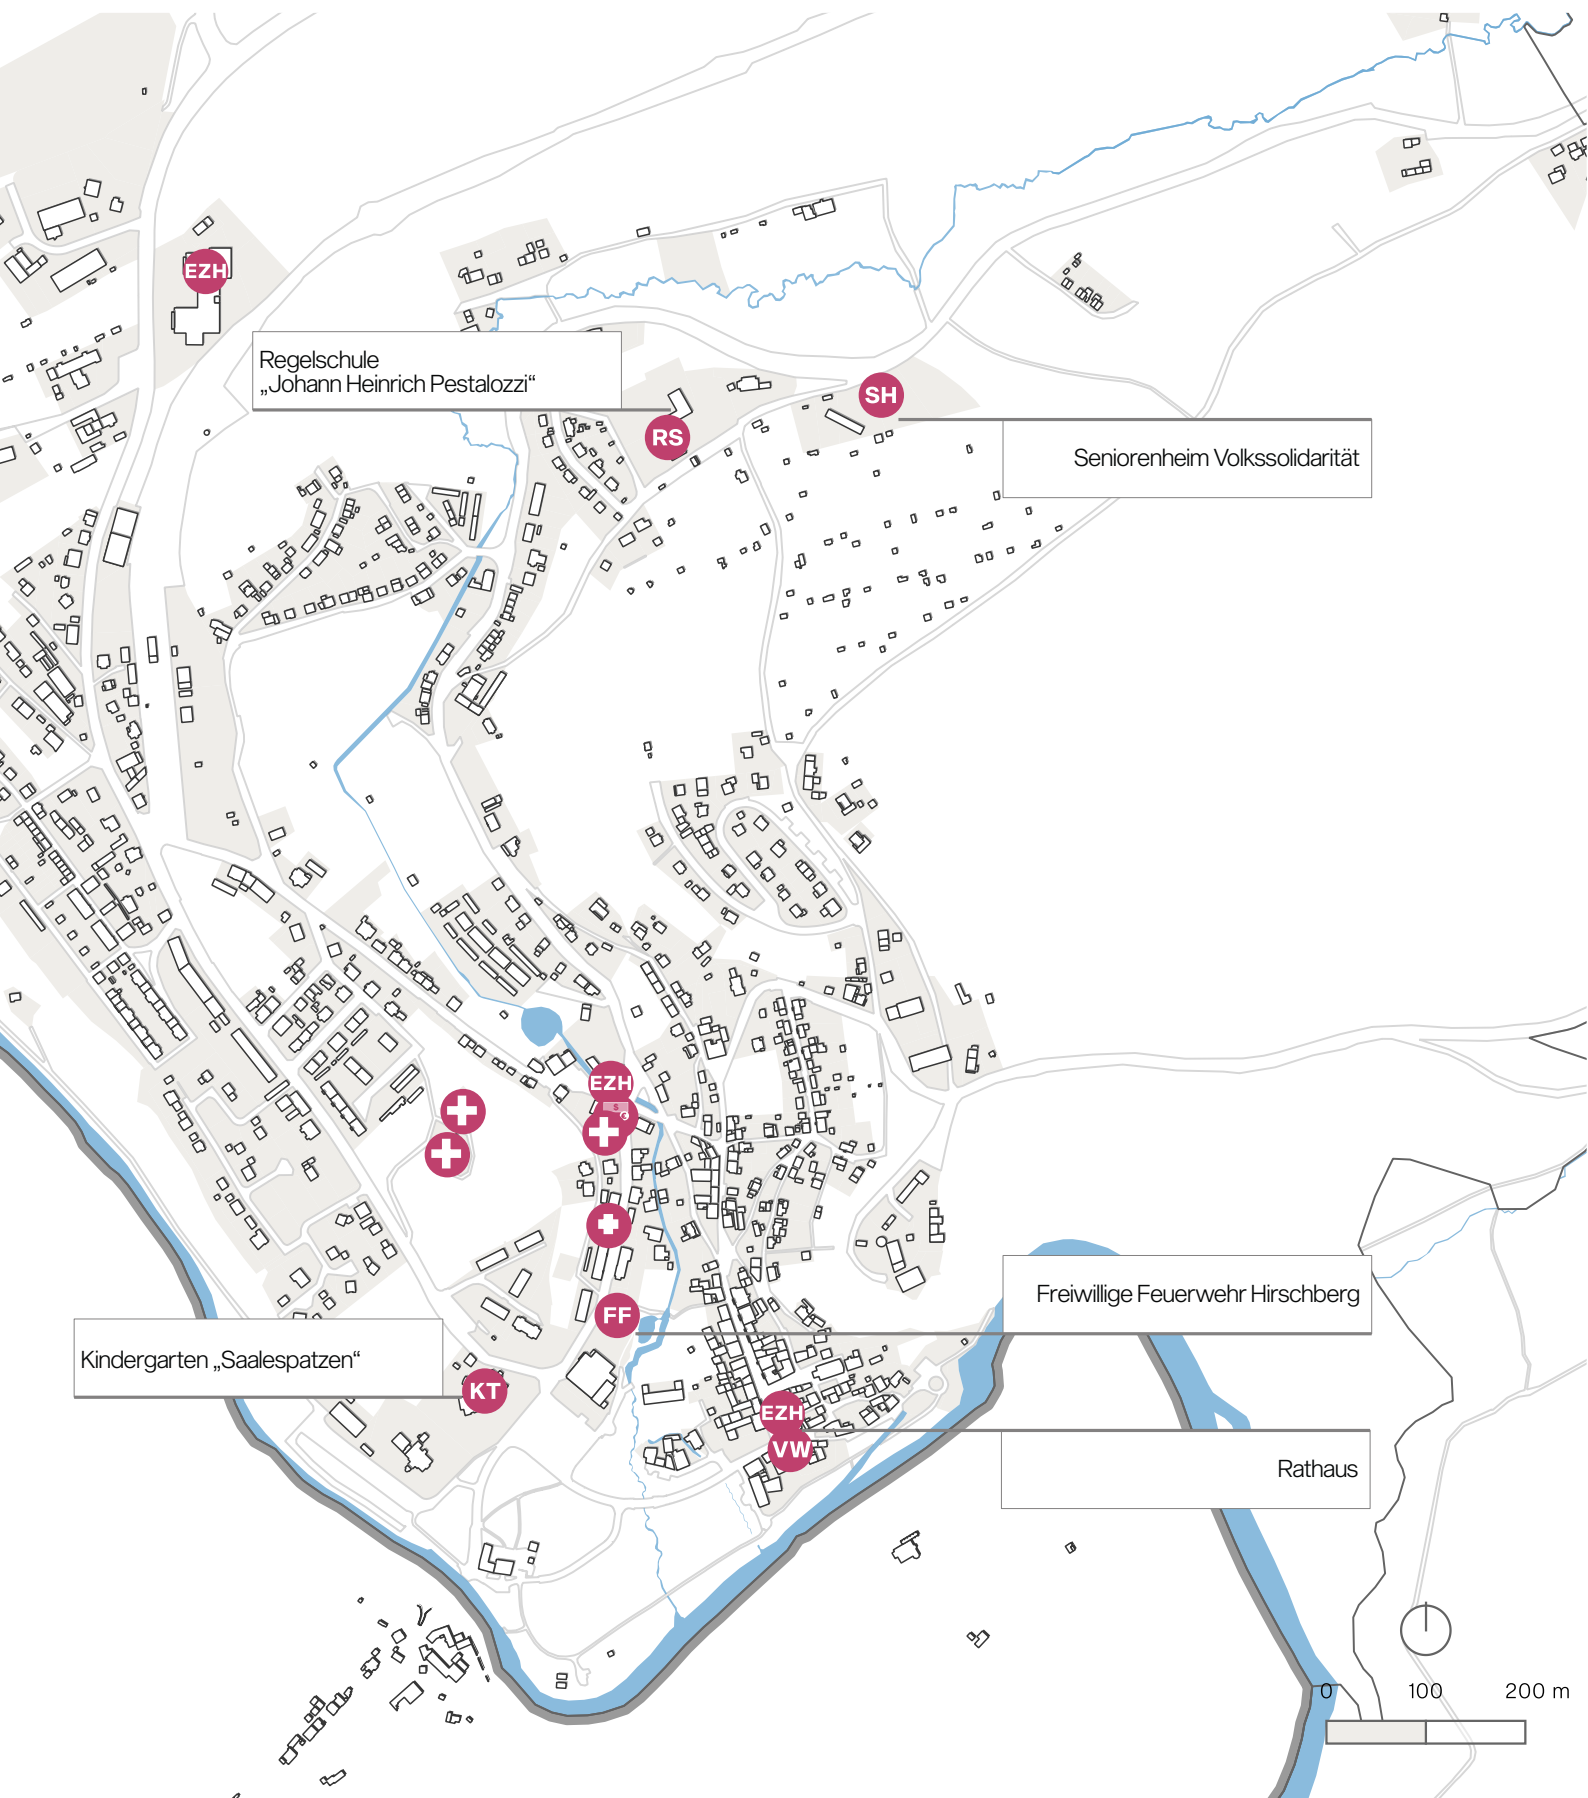 EZH
Regelschule
„Johann Heinrich Pestalozzi“
SH
RS
Seniorenheim Volkssolidarität
EZH
Freiwillige Feuerwehr Hirschberg
FF
Kindergarten „Saalespatzen“
KT
EZH
VW
Rathaus
0 100 200 m